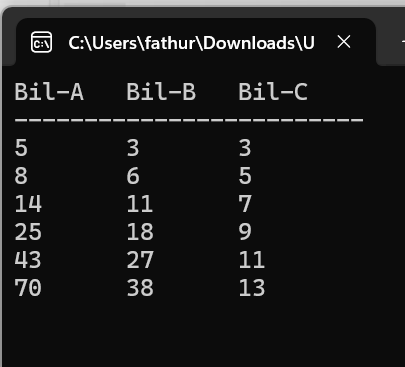 C:\Users\fathur\Downloads\U
Bil-A Bil-B Bil-C
-------------------------
5 3 3
8 6 5
14 11 7
25 18 9
43 27 11
70 38 13